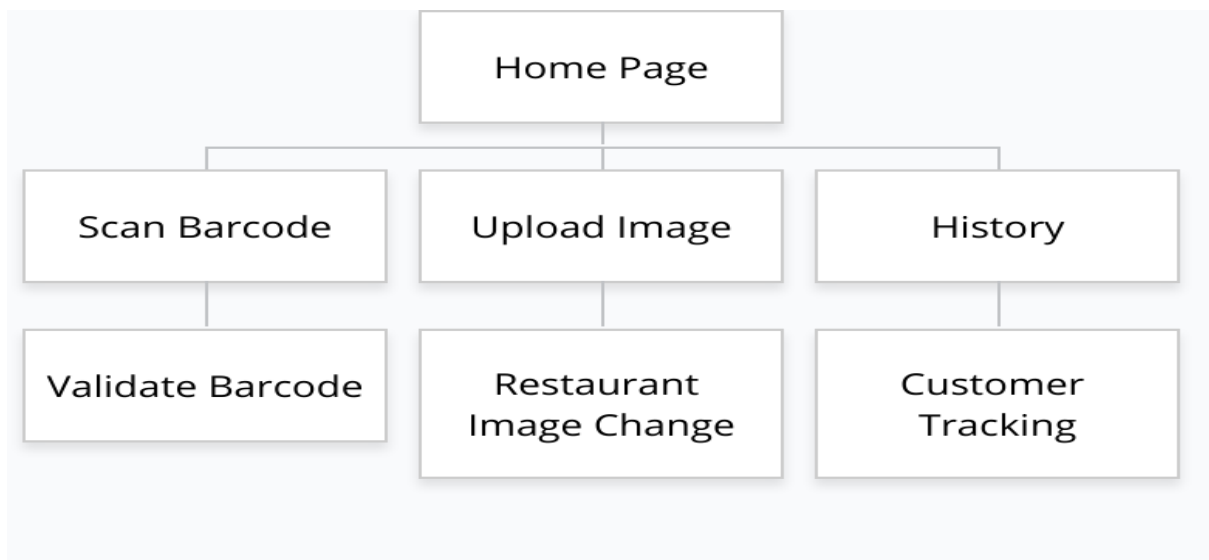 Home Page
Scan Barcode
Upload Image
History
Validate Barcode
Restaurant
Image Change
Customer
Tracking